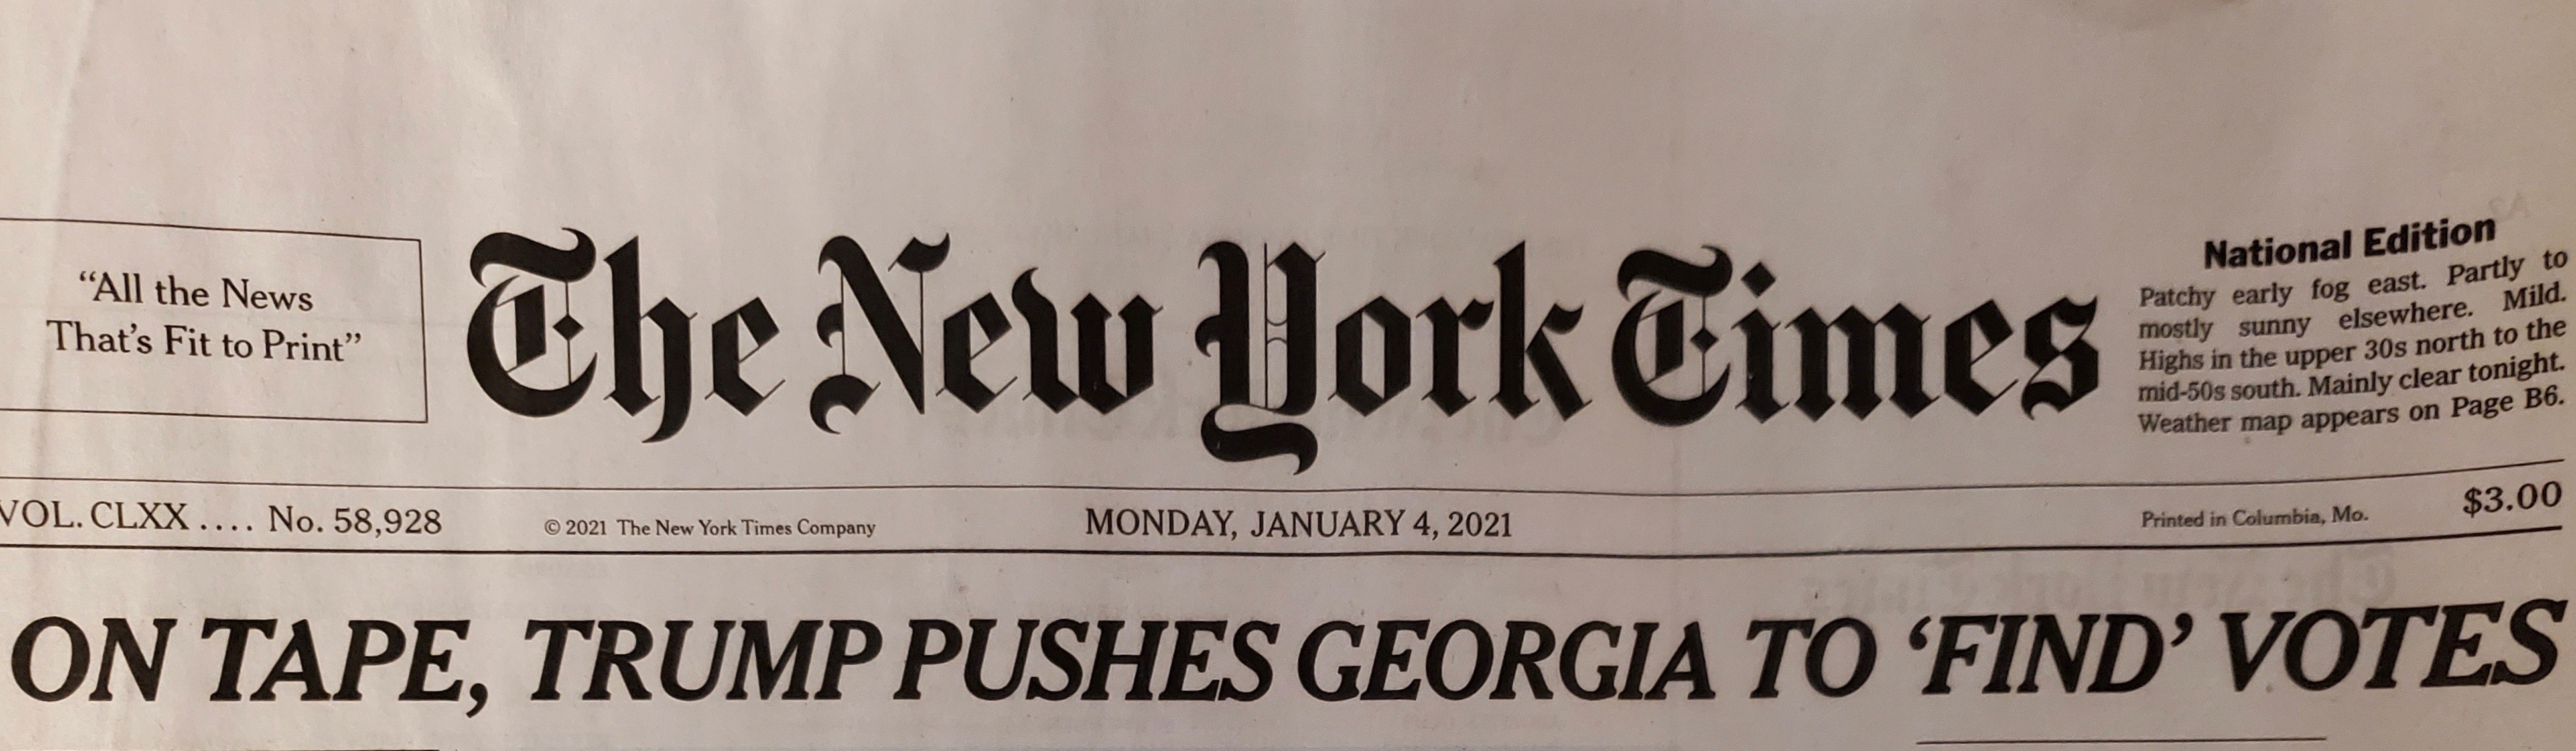 “All the News
That’s Fit to Print”
The New York Times
National Edition
Patchy early fog east. Partly to
mostly sunny elsewhere. Mild.
Highs in the upper 30s north to the
mid-50s south. Mainly clear tonight.
Weather map appears on Page B6.
VOL. CLXX .... No. 58,928
© 2021 The New York Times Company
MONDAY, JANUARY 4, 2021
Printed in Columbia, Mo.
$3.00
ON TAPE, TRUMP PUSHES GEORGIA TO ‘FIND’ VOTES